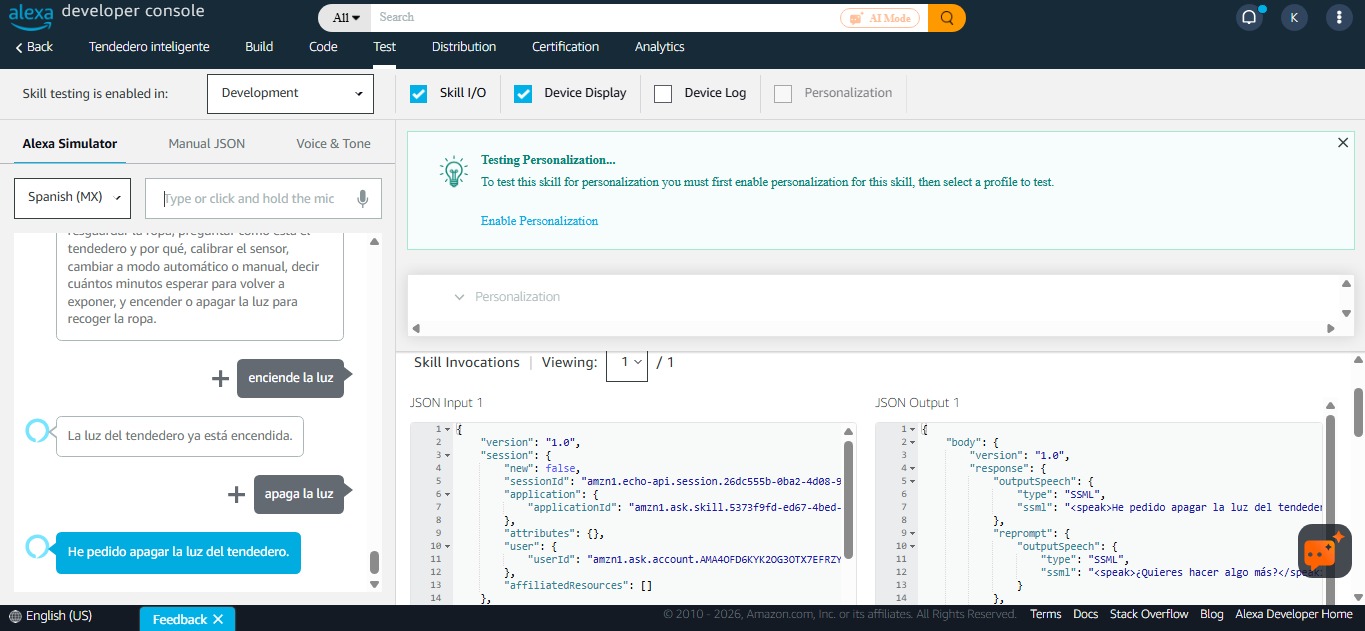 alexa developer console
All
Search
AI Mode
K
Back
Tendedero inteligente
Build
Code
Test
Distribution
Certification
Analytics
Skill testing is enabled in:
Development
Skill I/O
Device Display
Device Log
Personalization
Alexa Simulator
Manual JSON
Voice & Tone
Spanish (MX)
Type or click and hold the mic
tendedero y por qué, calibrar el sensor,
cambiar a modo automático o manual, decir
cuántos minutos esperar para volver a
exponer, y encender o apagar la luz para
recoger la ropa.
enciende la luz
La luz del tendedero ya está encendida.
apaga la luz
He pedido apagar la luz del tendedero.
Testing Personalization...
To test this skill for personalization you must first enable personalization for this skill, then select a profile to test.
Enable Personalization
Personalization
Skill Invocations
Viewing:
1
/ 1
JSON Input 1
1 {
2 "version": "1.0",
3 "session": {
4 "new": false,
5 "sessionId": "amzn1.echo-api.session.26dc555b-0ba2-4d08-9
6 "application": {
7 "applicationId": "amzn1.ask.skill.5373f9fd-ed67-4bed-
8 },
9 "attributes": {},
10 "user": {
11 "userId": "amzn1.ask.account.AMA4OFD6KYK2OG3OTX7EFRZY
12 },
13 "affiliatedResources": []
14 },
JSON Output 1
1 {
2 "body": {
3 "version": "1.0",
4 "response": {
5 "outputSpeech": {
6 "type": "SSML",
7 "ssml": "<speak>He pedido apagar la luz del tendeder
8 },
9 "reprompt": {
10 "outputSpeech": {
11 "type": "SSML",
12 "ssml": "<speak>¿Quieres hacer algo más?</speak
13 }
14 },
English (US)
Feedback
© 2010 - 2026, Amazon.com, Inc. or its affiliates. All Rights Reserved.
Terms
Docs
Stack Overflow
Blog
Alexa Developer Home